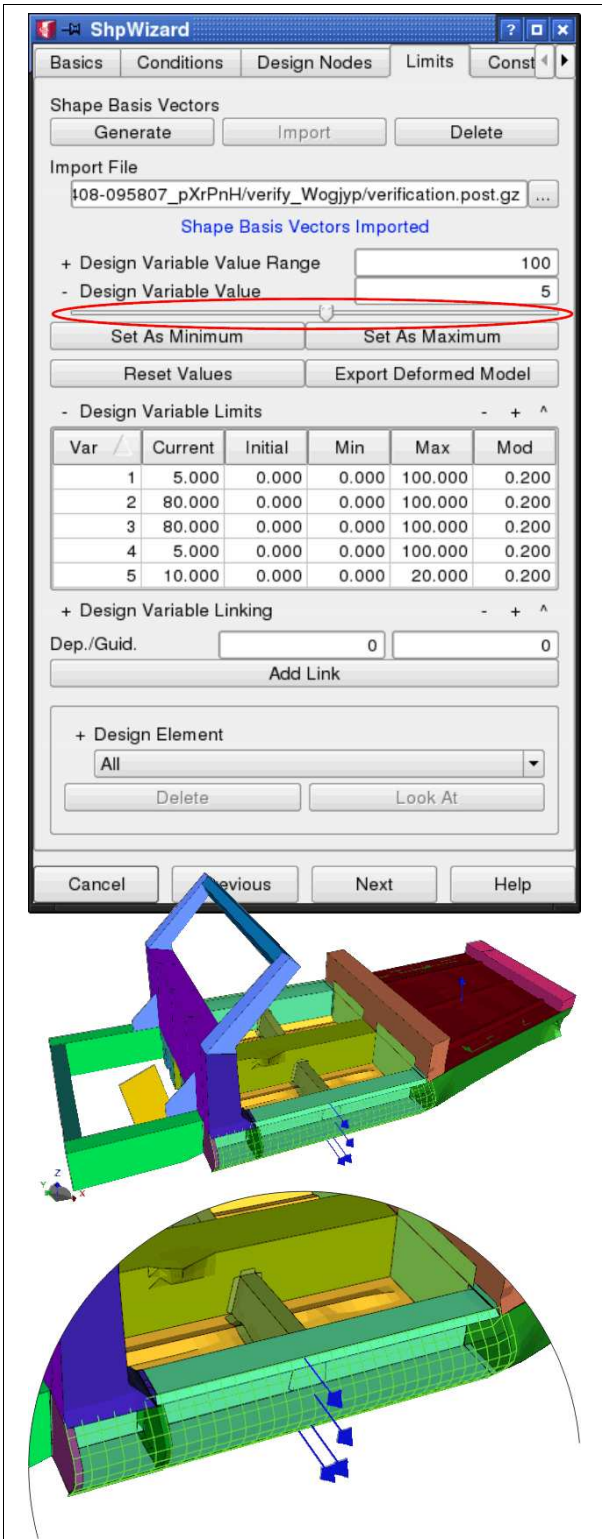 ShpWizard
Basics Conditions Design Nodes Limits Const
Shape Basis Vectors
Generate Import Delete
Import File
408-095807_pXrPnH/verify_Wogjyp/verification.post.gz ...
Shape Basis Vectors Imported
+ Design Variable Value Range 100
- Design Variable Value 5
Set As Minimum Set As Maximum
Reset Values Export Deformed Model
- Design Variable Limits - + ^
Var Current Initial Min Max Mod
1 5.000 0.000 0.000 100.000 0.200
2 80.000 0.000 0.000 100.000 0.200
3 80.000 0.000 0.000 100.000 0.200
4 5.000 0.000 0.000 100.000 0.200
5 10.000 0.000 0.000 20.000 0.200
+ Design Variable Linking - + ^
Dep./Guid. 0 0
Add Link
+ Design Element
All
Delete Look At
Cancel evious Next Help
Z
Y X